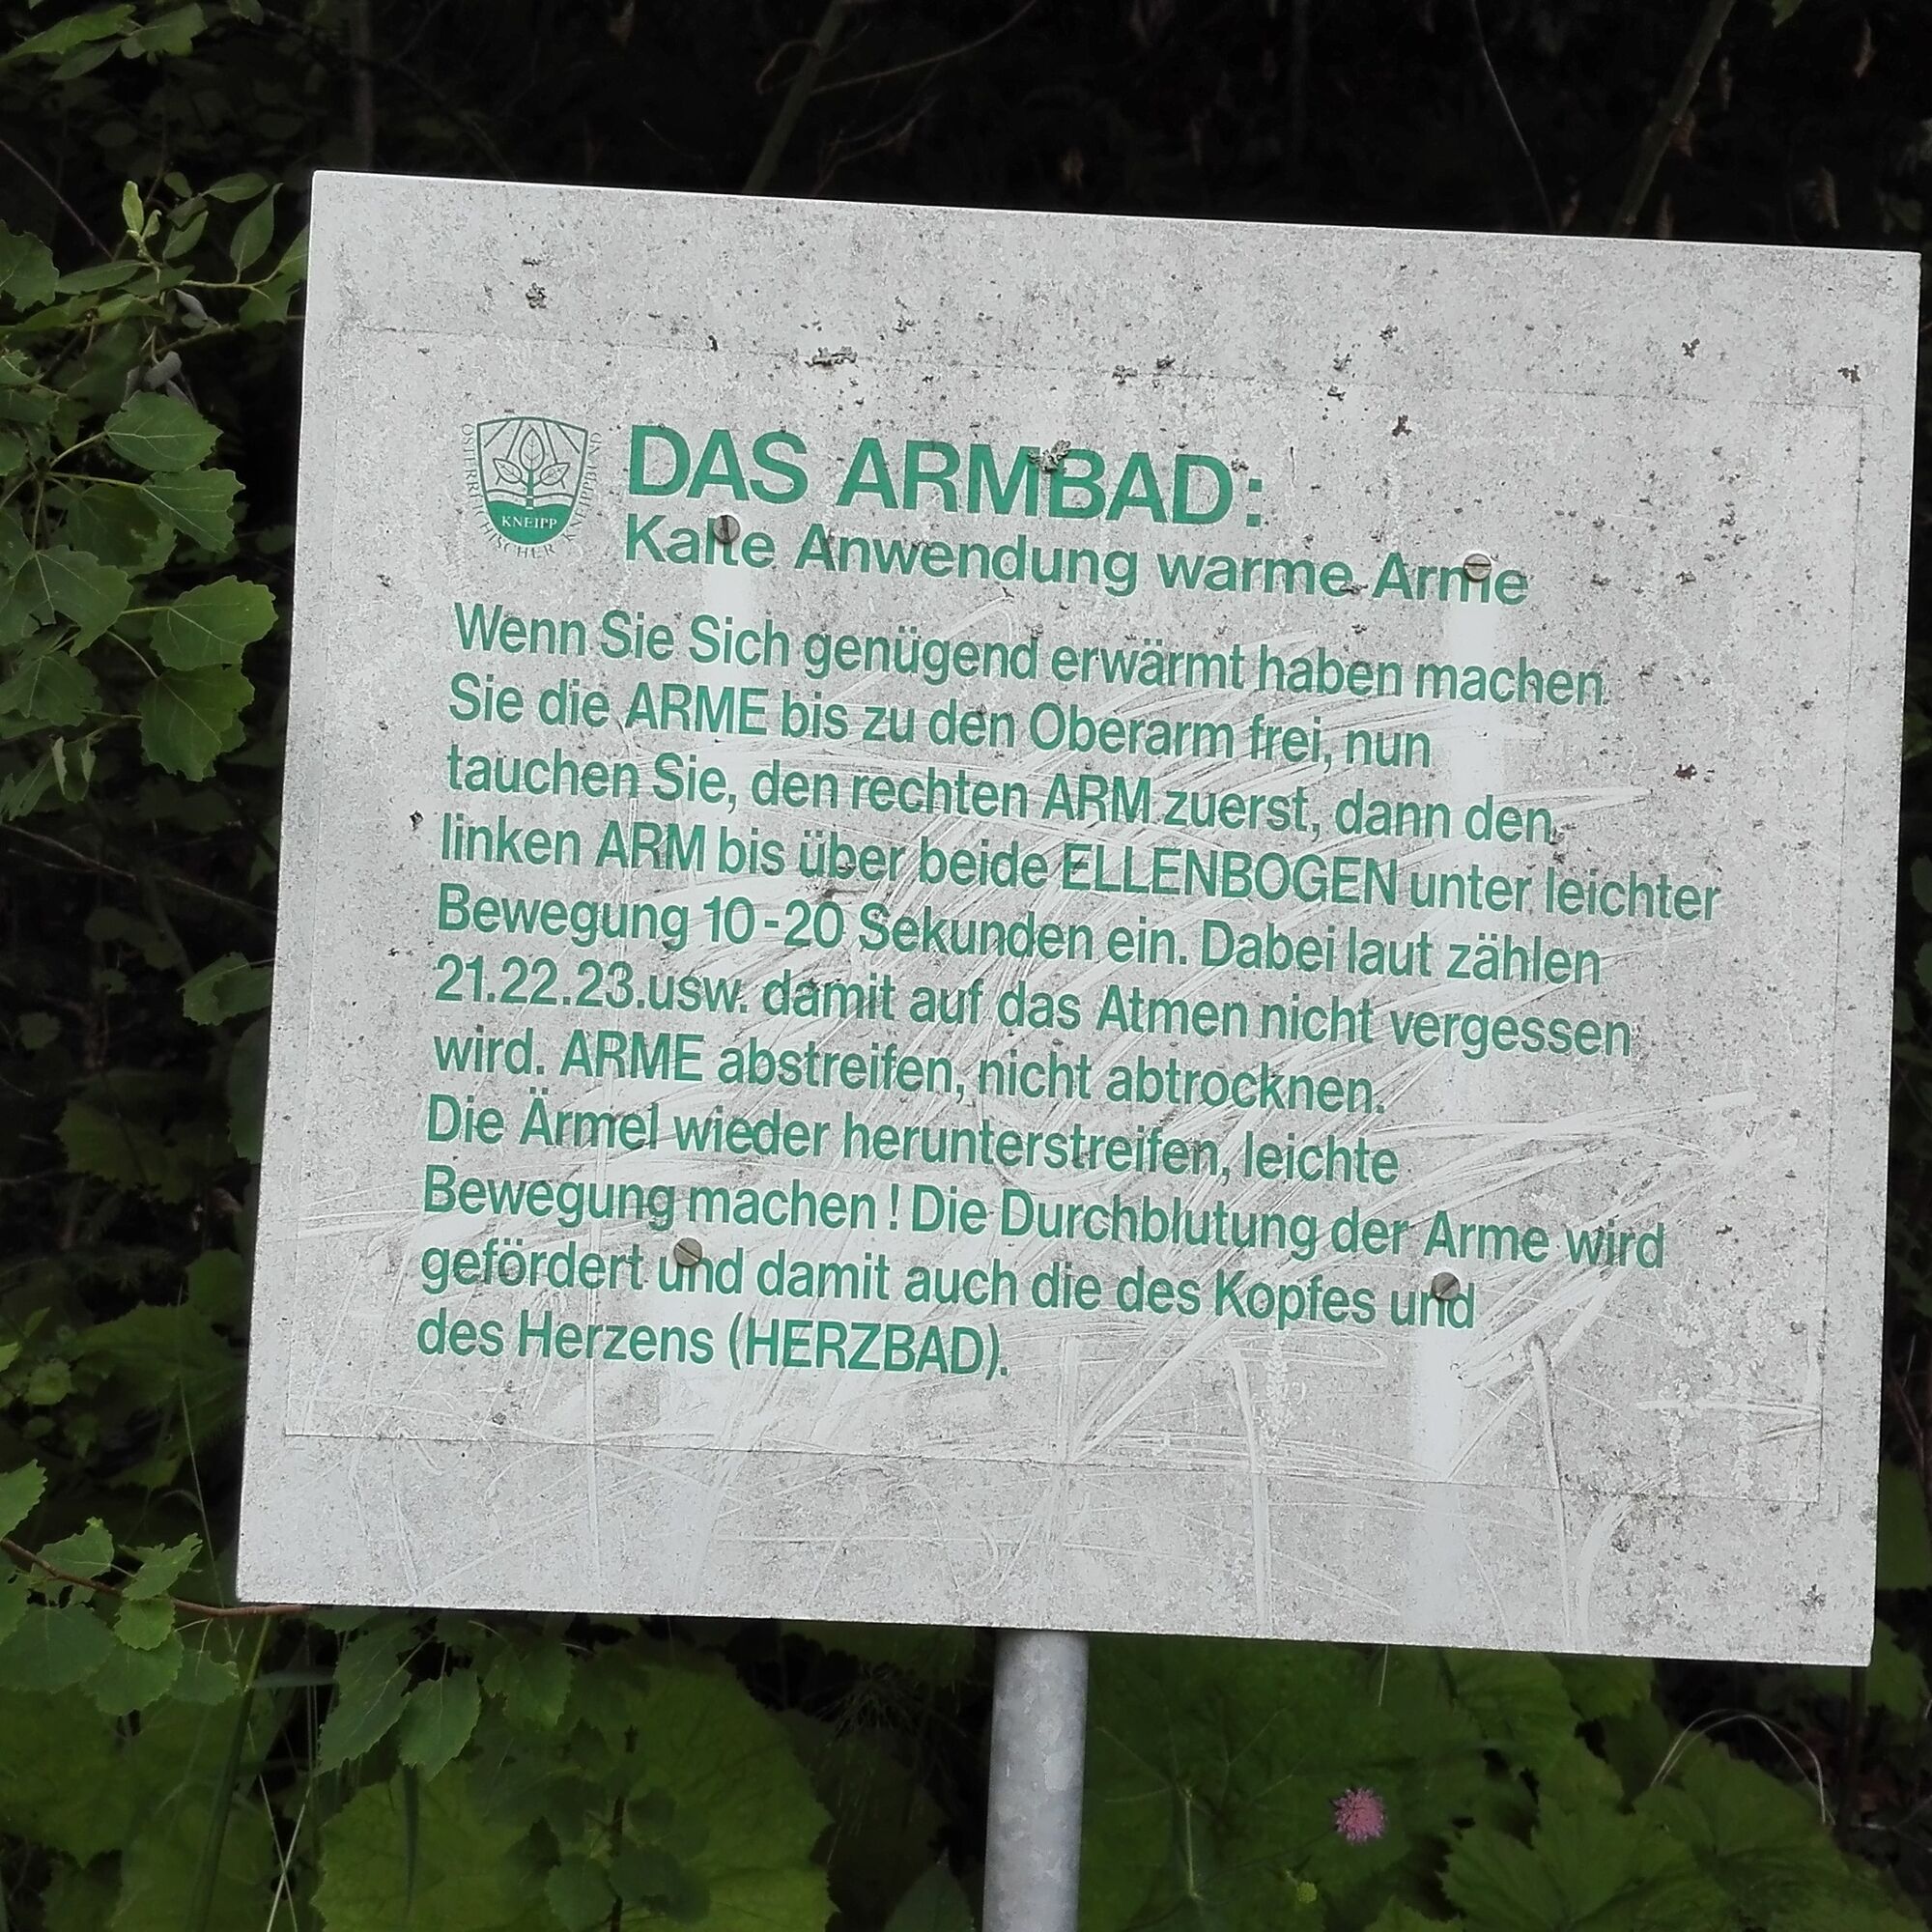 ÖSTERREICHISCHER KNEIPPBUND
KNEIPP
DAS ARMBAD:
Kalte Anwendung warme Arme
Wenn Sie Sich genügend erwärmt haben machen
Sie die ARME bis zu den Oberarm frei, nun
tauchen Sie, den rechten ARM zuerst, dann den
linken ARM bis über beide ELLENBOGEN unter leichter
Bewegung 10-20 Sekunden ein. Dabei laut zählen
21.22.23.usw. damit auf das Atmen nicht vergessen
wird. ARME abstreifen, nicht abtrocknen.
Die Ärmel wieder herunterstreifen, leichte
Bewegung machen! Die Durchblutung der Arme wird
gefördert und damit auch die des Kopfes und
des Herzens (HERZBAD).